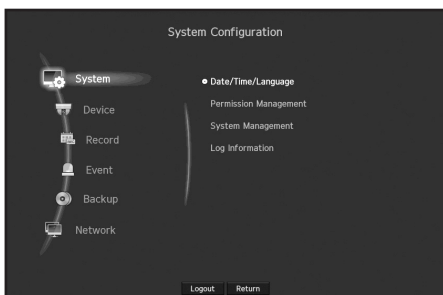 System Configuration
System
Device
Record
Event
Backup
Network
Date/Time/Language
Permission Management
System Management
Log Information
Logout
Return